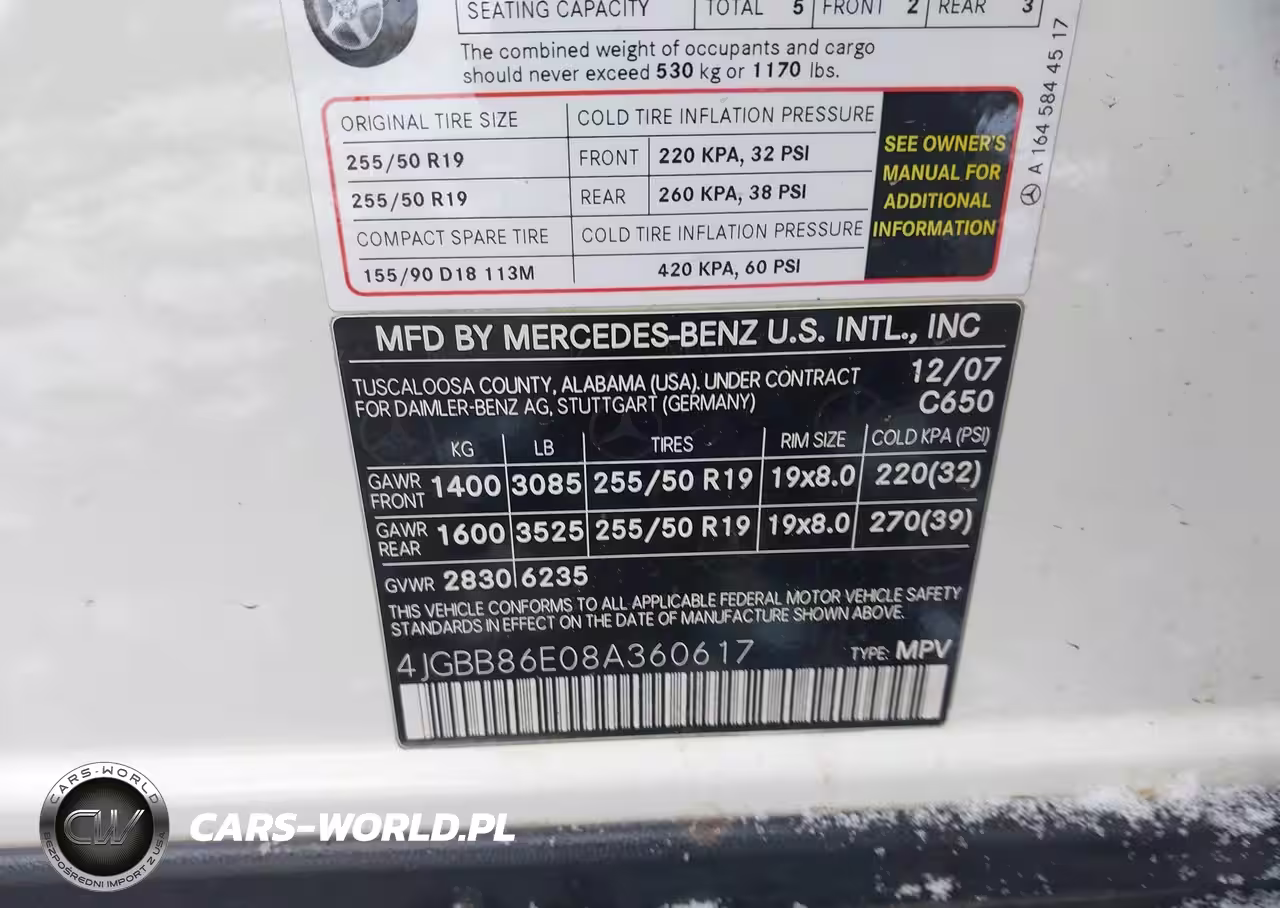 SEATING CAPACITY TOTAL 5 FRONT 2 REAR 3
The combined weight of occupants and cargo
should never exceed 530 kg or 1170 lbs.
ORIGINAL TIRE SIZE COLD TIRE INFLATION PRESSURE
255/50 R19 FRONT 220 KPA, 32 PSI
255/50 R19 REAR 260 KPA, 38 PSI
COMPACT SPARE TIRE COLD TIRE INFLATION PRESSURE
155/90 D18 113M 420 KPA, 60 PSI
SEE OWNER'S
MANUAL FOR
ADDITIONAL
INFORMATION
A 164 584 45 17
MFD BY MERCEDES-BENZ U.S. INTL., INC
TUSCALOOSA COUNTY, ALABAMA (USA). UNDER CONTRACT 12/07
FOR DAIMLER-BENZ AG, STUTTGART (GERMANY) C650
KG LB TIRES RIM SIZE COLD KPA (PSI)
GAWR FRONT 1400 3085 255/50 R19 19x8.0 220(32)
GAWR REAR 1600 3525 255/50 R19 19x8.0 270(39)
GVWR 2830 6235
THIS VEHICLE CONFORMS TO ALL APPLICABLE FEDERAL MOTOR VEHICLE SAFETY
STANDARDS IN EFFECT ON THE DATE OF MANUFACTURE SHOWN ABOVE.
4JGBB86E08A360617 TYPE: MPV
CARS-WORLD
CW
BEZPOŚREDNI IMPORT Z USA
CARS-WORLD.PL